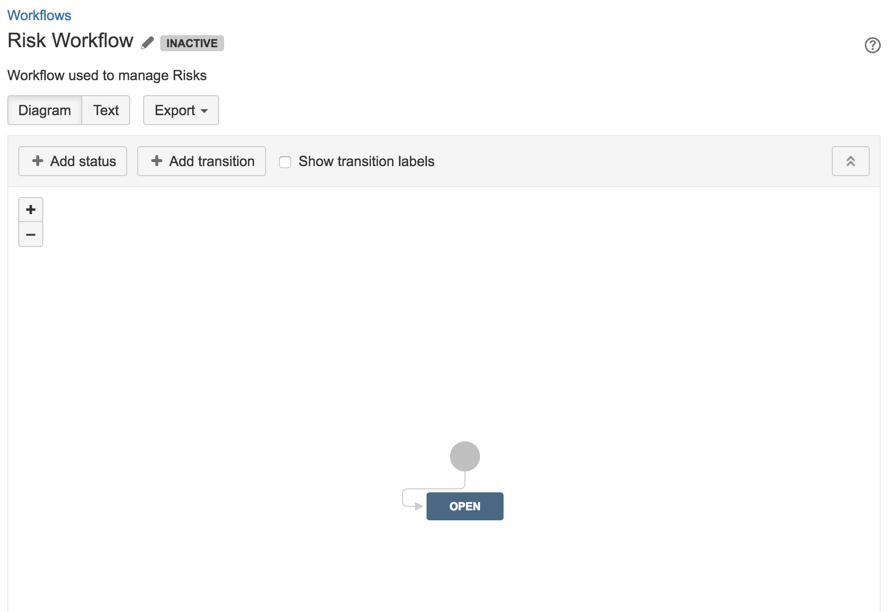 Workflows
Risk Workflow INACTIVE
Workflow used to manage Risks
Diagram Text Export
Add status Add transition Show transition labels
OPEN